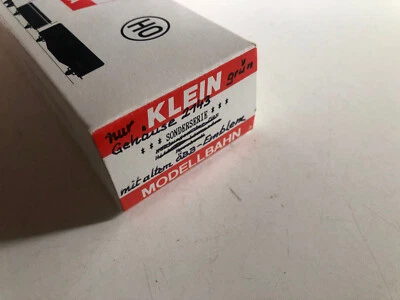 HO
nur KLEIN grün
Gehäuse 2143
*** SONDERSERIE ***
mit altem ÖBB-Emblem
MODELLBAHN